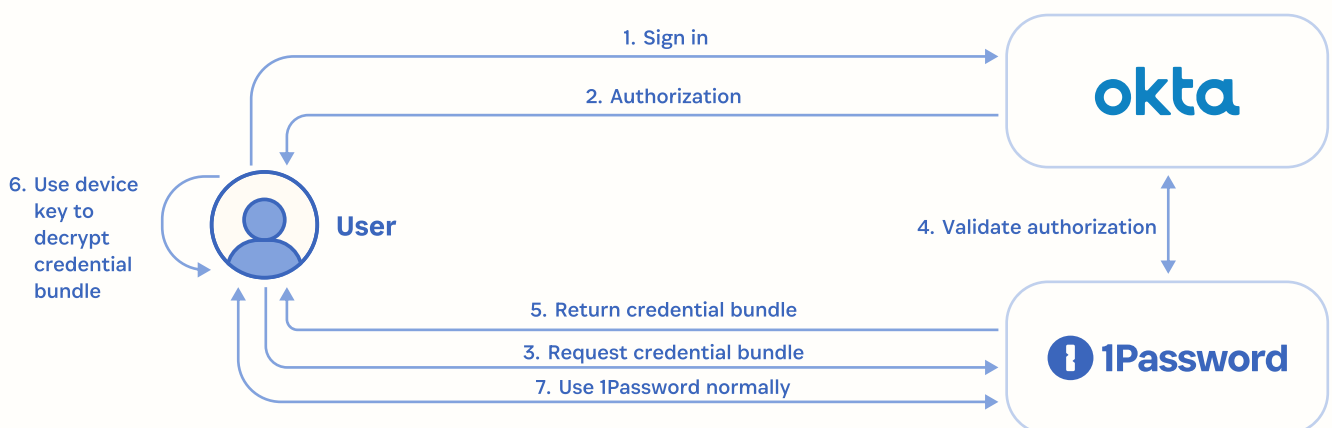 1. Sign in
okta
2. Authorization
6. Use device
key to
decrypt
credential
bundle
User
4. Validate authorization
5. Return credential bundle
3. Request credential bundle
1Password
7. Use 1Password normally